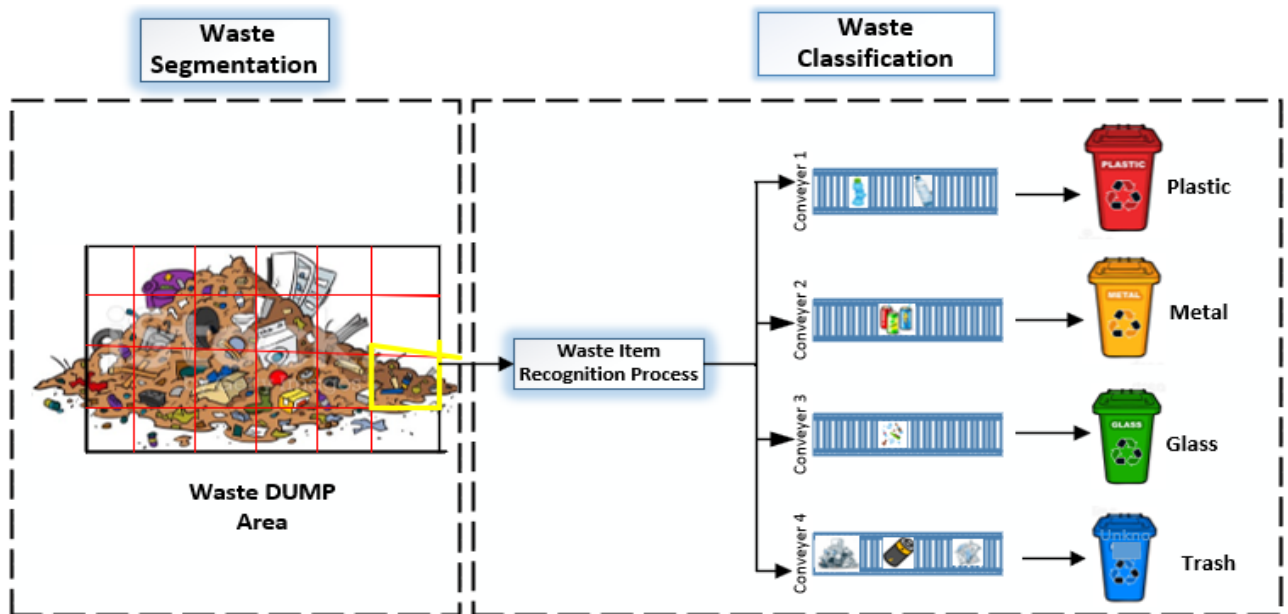 Waste
Segmentation
Waste
Classification
Waste DUMP
Area
Waste Item
Recognition Process
Conveyer 1
PLASTIC
Plastic
Conveyer 2
METAL
Metal
Conveyer 3
GLASS
Glass
Conveyer 4
Unkno
Trash